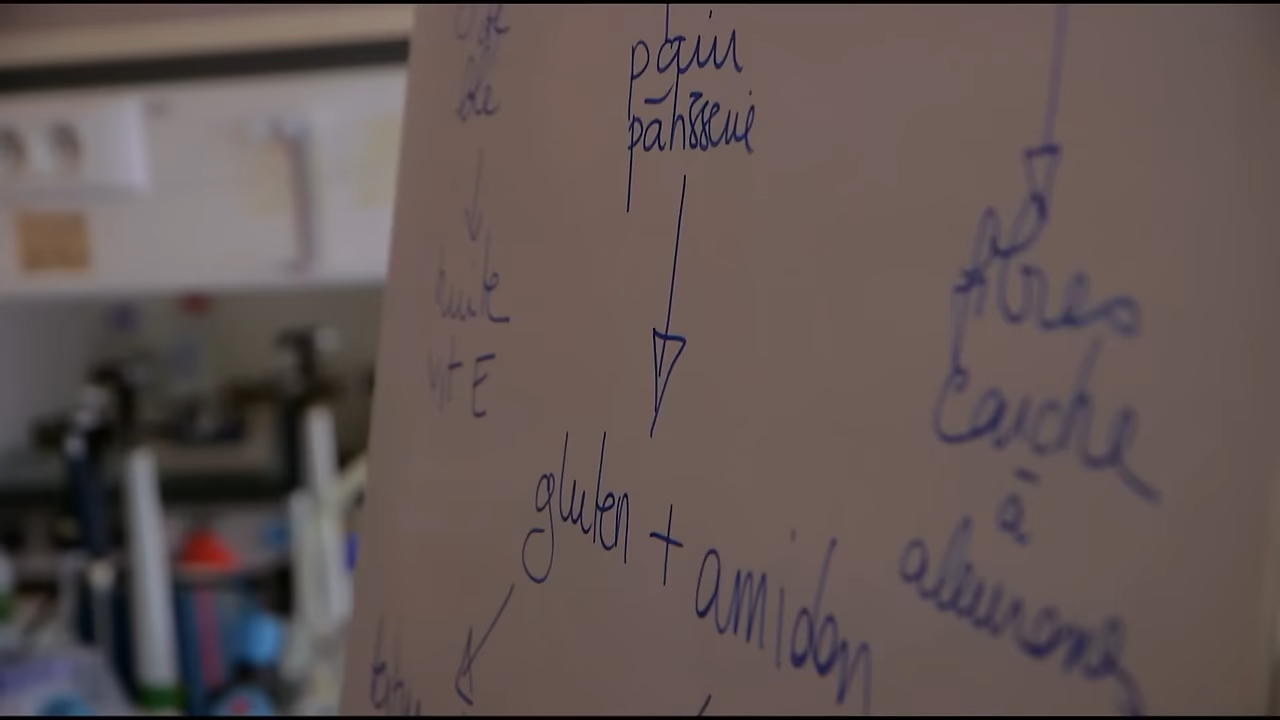 pain
pâtisserie
huile
vit E
gluten + amidon
fibres
couche
à
aleurone